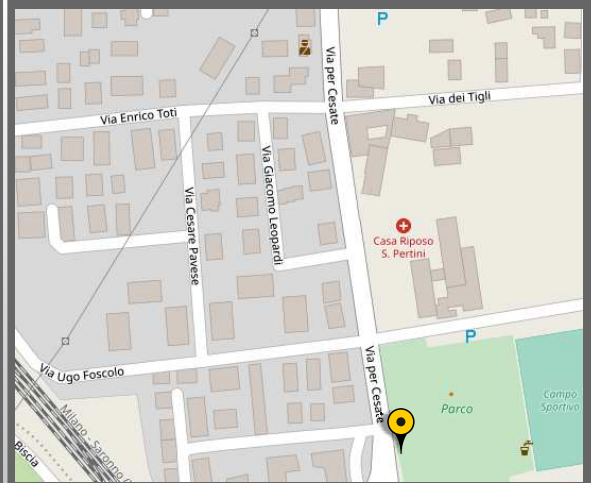 P
Via per Cesate
Via dei Tigli
Via Enrico Toti
Via Giacomo Leopardi
Via Cesare Pavese
Casa Riposo
S. Pertini
P
Via per Cesate
Via Ugo Foscolo
Parco
Campo
Sportivo
Milano - Saronno
Biscia